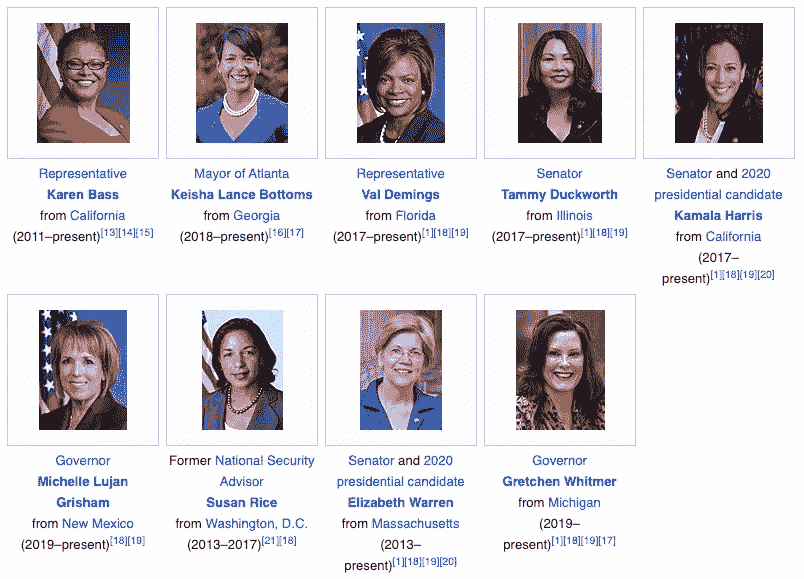 Representative
Karen Bass
from California
(2011–present)[13][14][15]
Mayor of Atlanta
Keisha Lance Bottoms
from Georgia
(2018–present)[16][17]
Representative
Val Demings
from Florida
(2017–present)[1][18][19]
Senator
Tammy Duckworth
from Illinois
(2017–present)[1][18][19]
Senator and 2020
presidential candidate
Kamala Harris
from California
(2017–
present)[1][18][19][20]
Governor
Michelle Lujan
Grisham
from New Mexico
(2019–present)[18][19]
Former National Security
Advisor
Susan Rice
from Washington, D.C.
(2013–2017)[21][18]
Senator and 2020
presidential candidate
Elizabeth Warren
from Massachusetts
(2013–
present)[1][18][19][20]
Governor
Gretchen Whitmer
from Michigan
(2019–
present)[1][18][19][17]